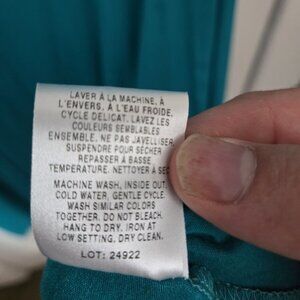 LAVER À LA MACHINE, À
L'ENVERS, À L'EAU FROIDE,
CYCLE DELICAT. LAVEZ LES
COULEURS SEMBLABLES
ENSEMBLE. NE PAS JAVELLISER.
SUSPENDRE POUR SÉCHER
REPASSER À BASSE
TEMPERATURE. NETTOYER À SEC
MACHINE WASH, INSIDE OUT
COLD WATER, GENTLE CYCLE.
WASH SIMILAR COLORS
TOGETHER. DO NOT BLEACH.
HANG TO DRY. IRON AT
LOW SETTING. DRY CLEAN.
LOT: 24922